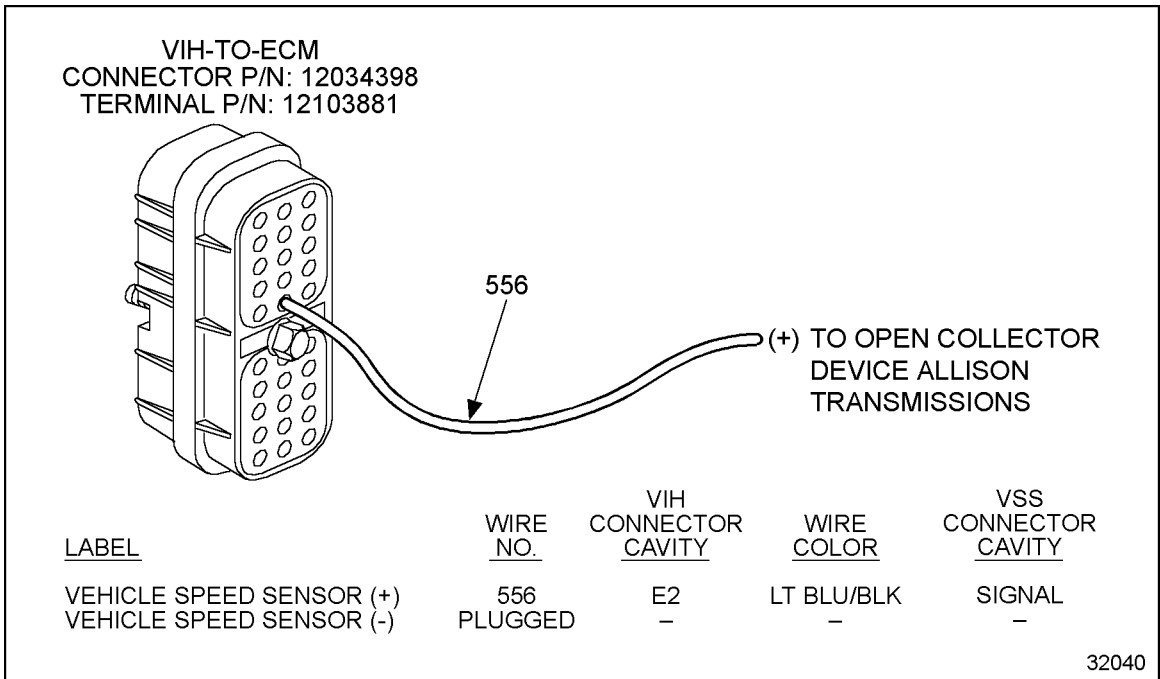 VIH-TO-ECM
CONNECTOR P/N: 12034398
TERMINAL P/N: 12103881
556
(+) TO OPEN COLLECTOR
DEVICE ALLISON
TRANSMISSIONS
LABEL WIRE NO. VIH CONNECTOR CAVITY WIRE COLOR VSS CONNECTOR CAVITY
VEHICLE SPEED SENSOR (+) 556 E2 LT BLU/BLK SIGNAL
VEHICLE SPEED SENSOR (-) PLUGGED – – –
32040